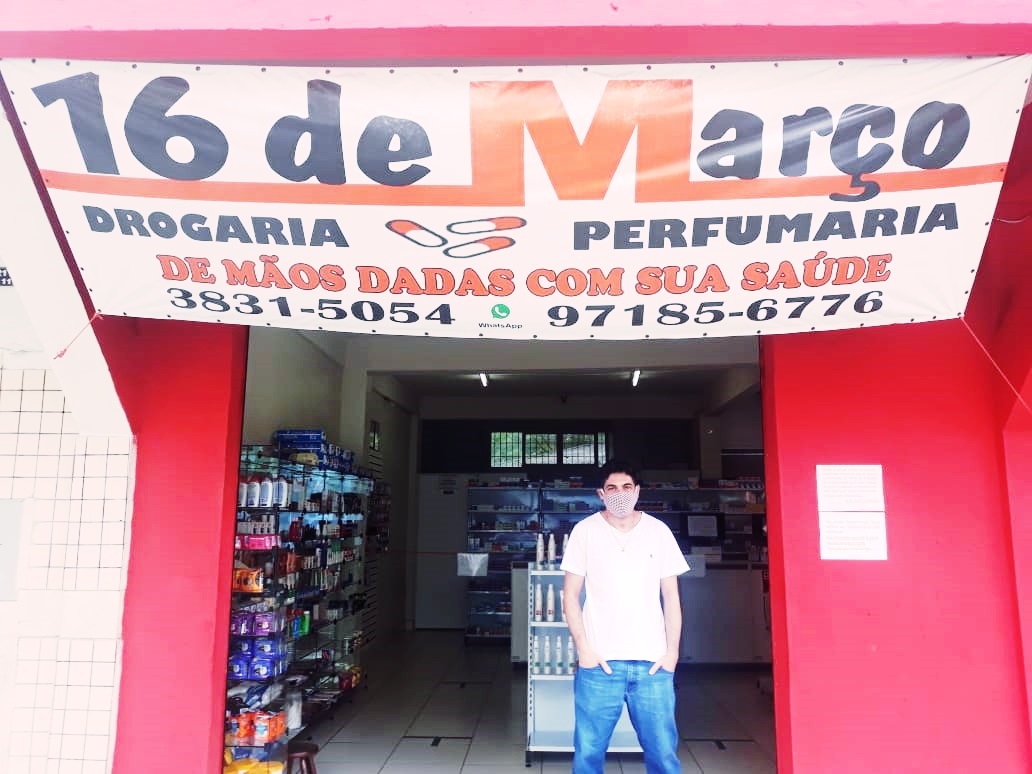 16 de Março
DROGARIA PERFUMARIA
DE MÃOS DADAS COM SUA SAÚDE
3831-5054 WhatsApp 97185-6776